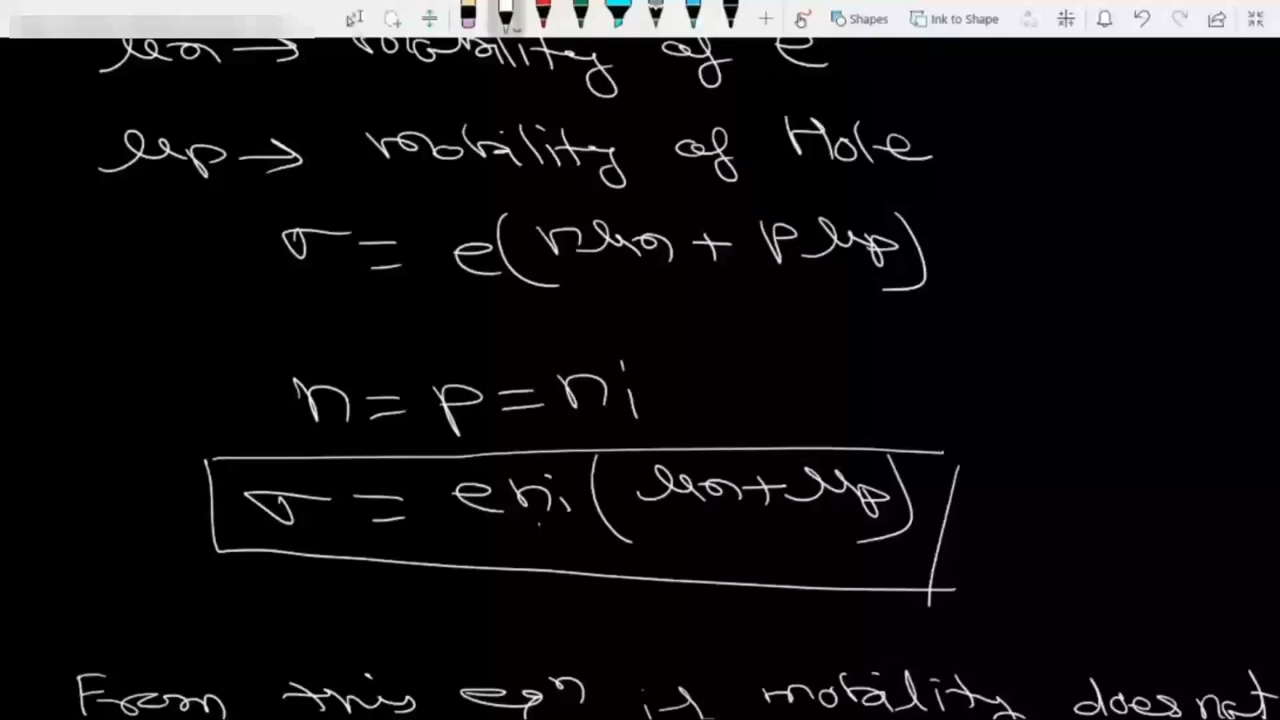 Shapes Ink to Shape
μn → mobility of e
μp → mobility of Hole
σ = e(nμn + pμp)
n = p = ni
σ = eni(μn + μp)
From this eqn if mobility does not